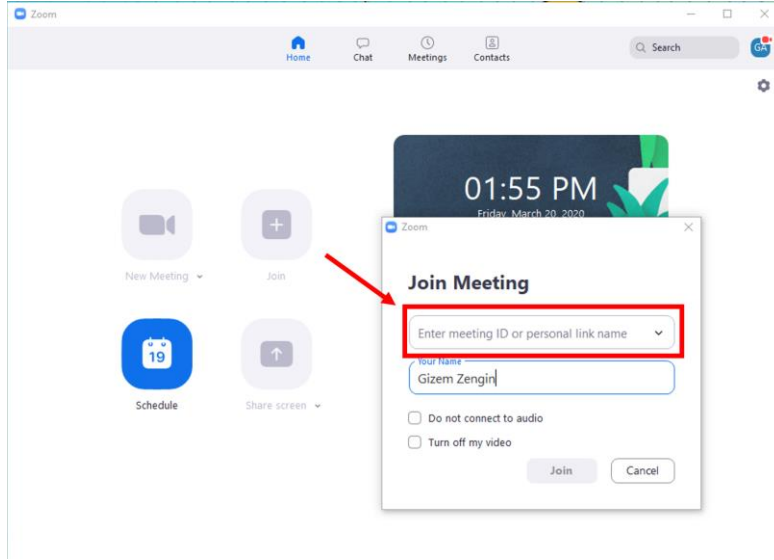 Zoom
Home
Chat
Meetings
Contacts
Search
GA
01:55 PM
Friday, March 20, 2020
Zoom
Join Meeting
New Meeting
Join
Enter meeting ID or personal link name
Your Name
Gizem Zengin
19
Schedule
Share screen
Do not connect to audio
Turn off my video
Join
Cancel